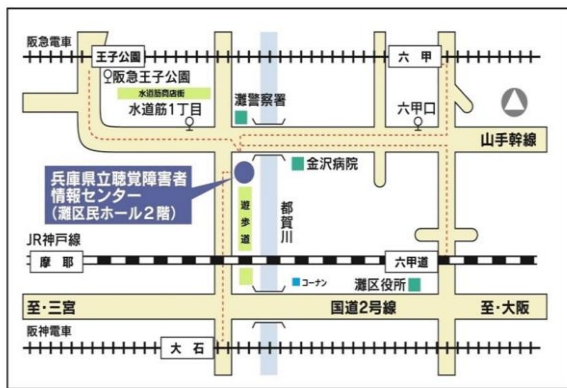 阪急電車
王子公園
六甲
阪急王子公園
水道筋商店街
水道筋1丁目
灘警察署
六甲口
山手幹線
金沢病院
兵庫県立聴覚障害者
情報センター
（灘区民ホール2階）
遊歩道
都賀川
JR神戸線
摩耶
六甲道
コーナン
灘区役所
至・三宮
国道2号線
至・大阪
阪神電車
大石